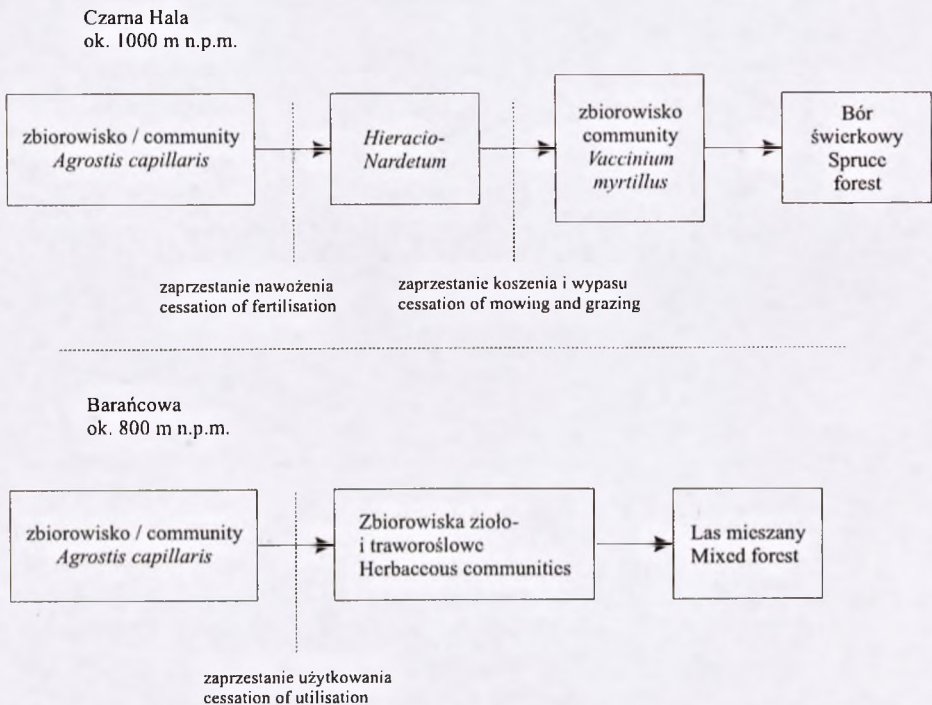 Czarna Hala
ok. 1000 m n.p.m.
zbiorowisko / community
Agrostis capillaris
Hieracio-
Nardetum
zbiorowisko
community
Vaccinium
myrtillus
Bór
świerkowy
Spruce
forest
zaprzestanie nawożenia
cessation of fertilisation
zaprzestanie koszenia i wypasu
cessation of mowing and grazing
Barańcowa
ok. 800 m n.p.m.
zbiorowisko / community
Agrostis capillaris
Zbiorowiska zioło-
i traworoślowe
Herbaceous communities
Las mieszany
Mixed forest
zaprzestanie użytkowania
cessation of utilisation